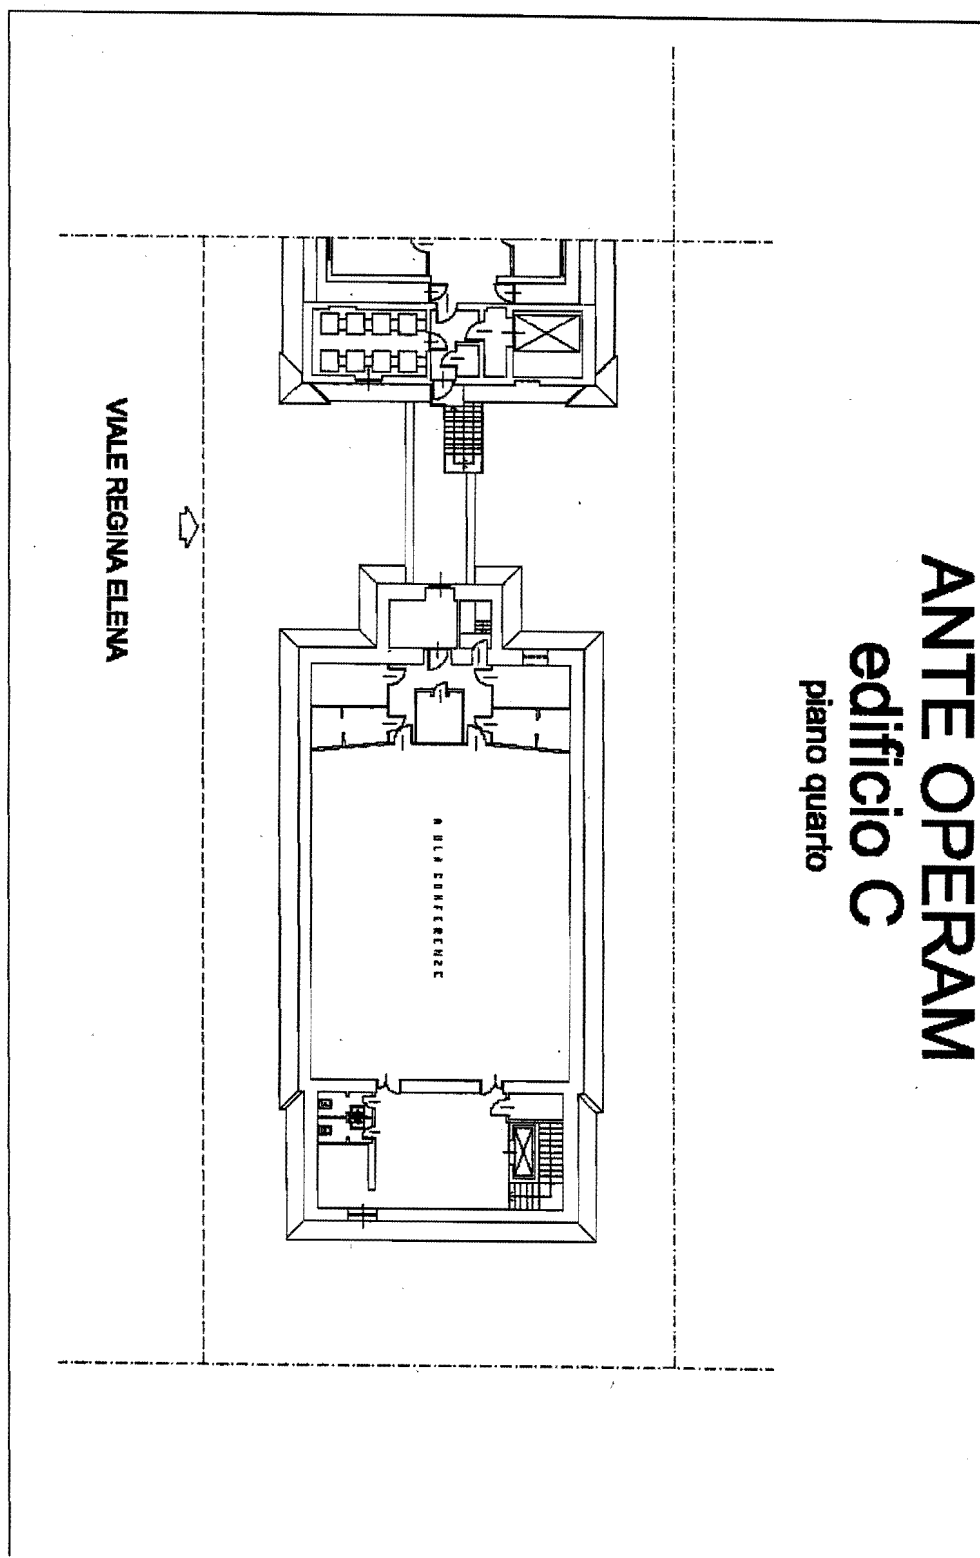 ANTE OPERAM
edificio C
piano quarto
AULA CONFERENZE
VIALE REGINA ELENA